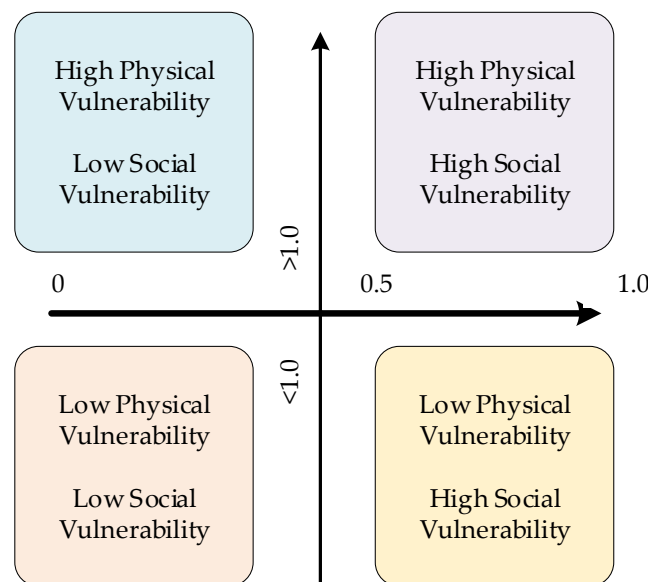 High Physical
Vulnerability
Low Social
Vulnerability
High Physical
Vulnerability
High Social
Vulnerability
>1.0
0
0.5
1.0
<1.0
Low Physical
Vulnerability
Low Social
Vulnerability
Low Physical
Vulnerability
High Social
Vulnerability